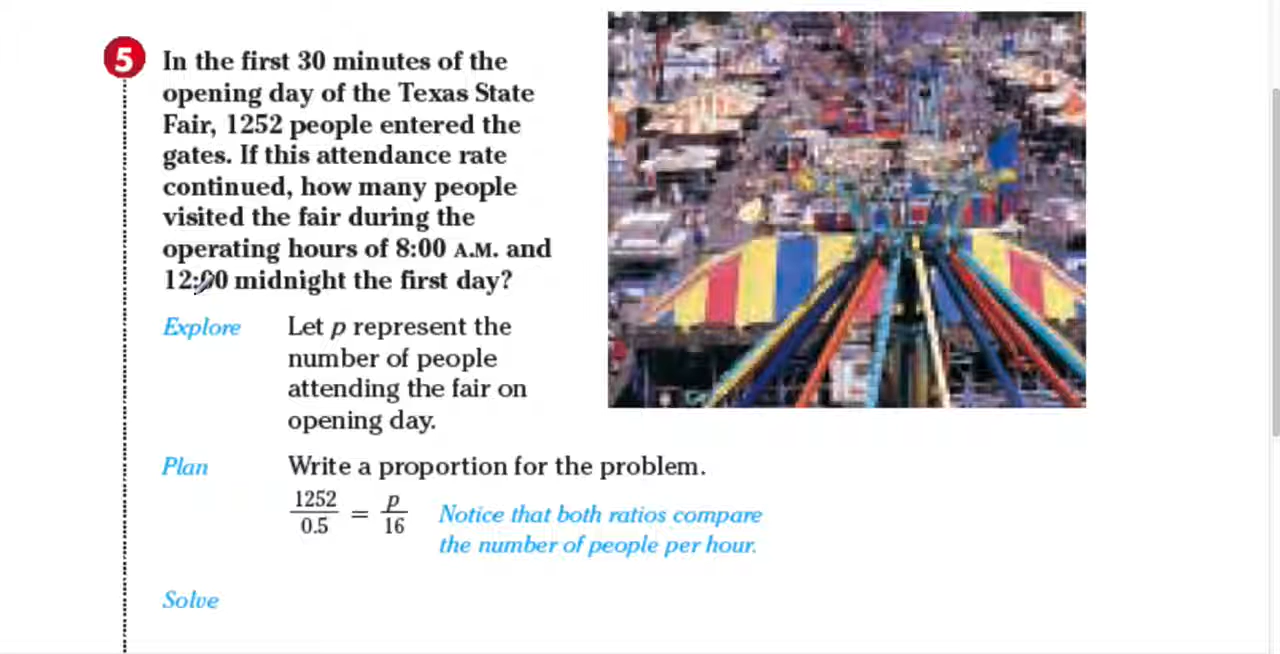 5 In the first 30 minutes of the
opening day of the Texas State
Fair, 1252 people entered the
gates. If this attendance rate
continued, how many people
visited the fair during the
operating hours of 8:00 A.M. and
12:00 midnight the first day?
Explore Let p represent the
number of people
attending the fair on
opening day.
Plan Write a proportion for the problem.
1252/0.5 = p/16 Notice that both ratios compare
the number of people per hour.
Solve